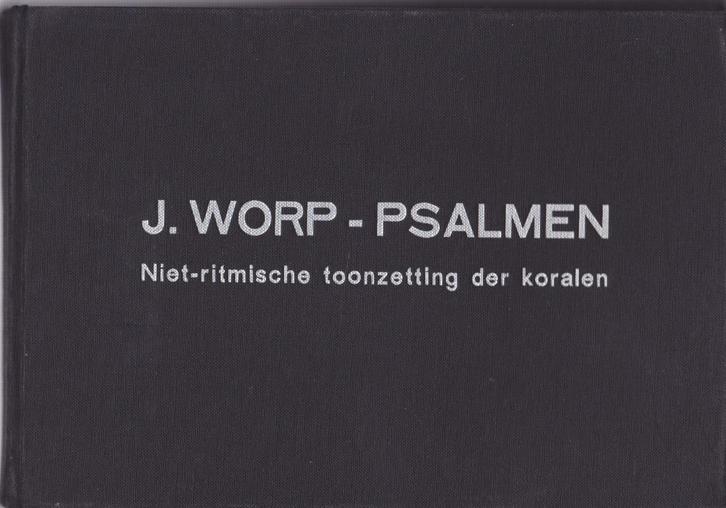 J. WORP - PSALMEN
Niet-ritmische toonzetting der koralen